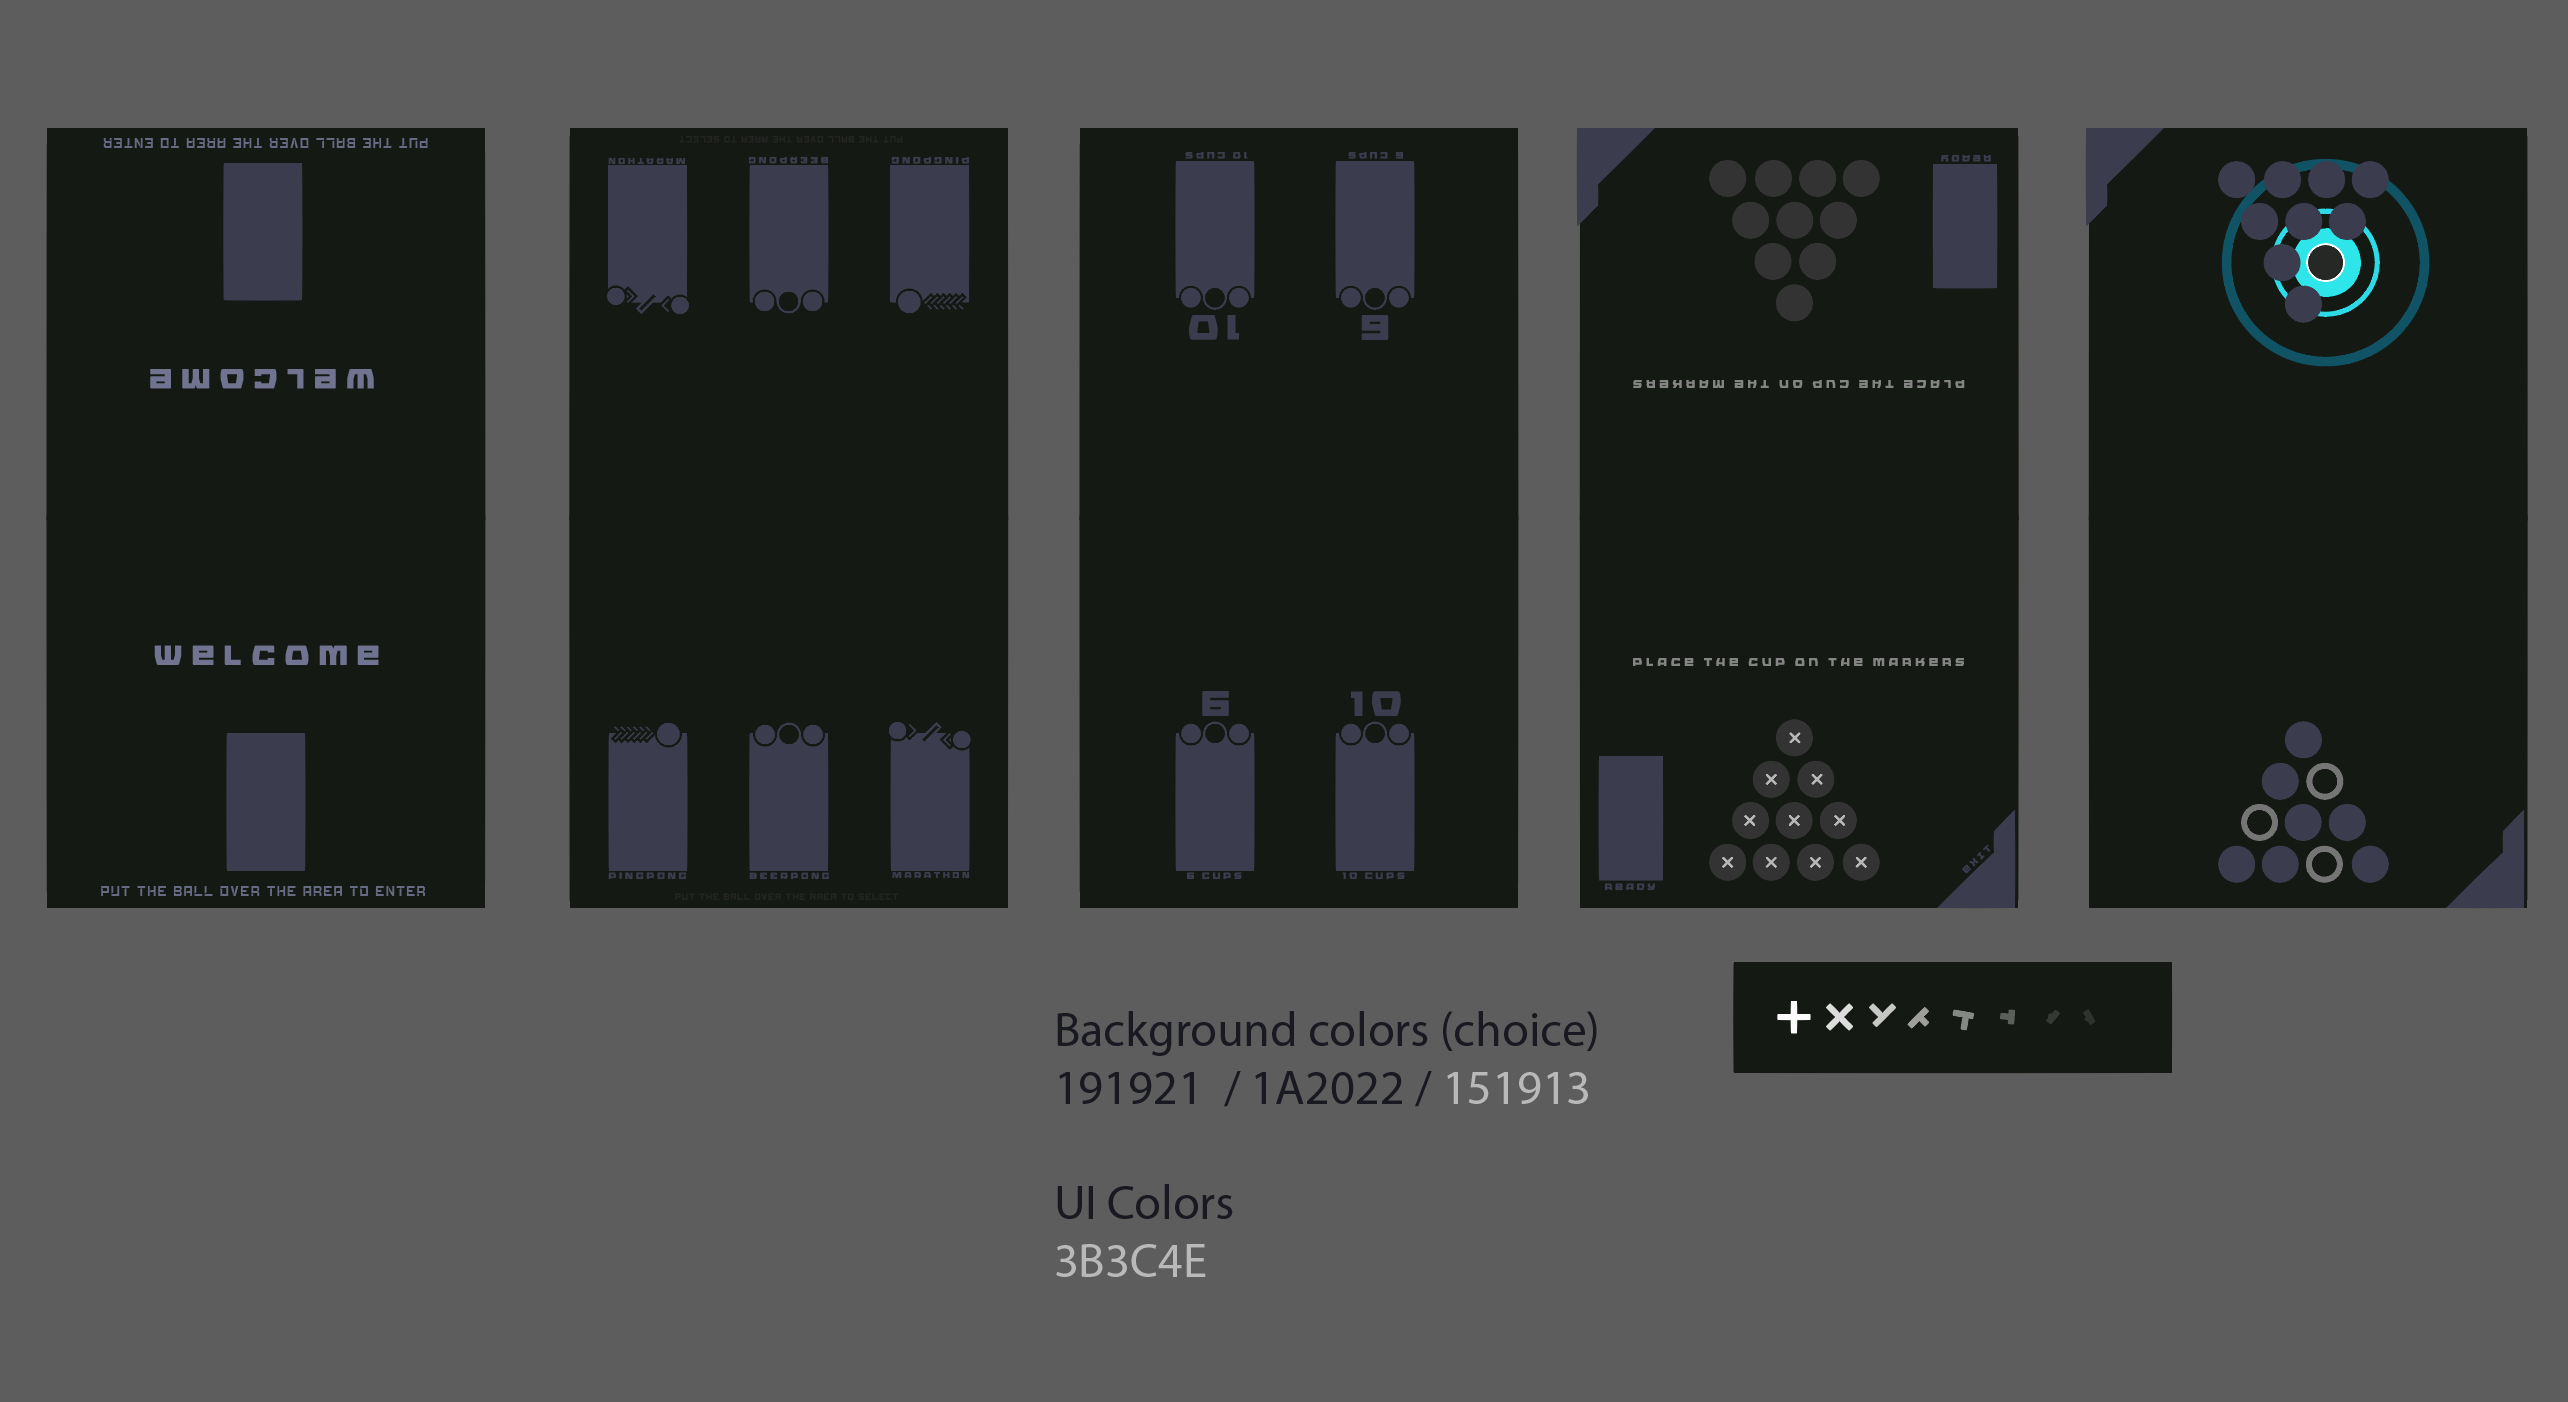 PUT THE BALL OVER THE AREA TO ENTER
WELCOME
WELCOME
PUT THE BALL OVER THE AREA TO ENTER
PUT THE BALL OVER THE AREA TO SELECT
MARATHON BEERPONG PINGPONG
PINGPONG BEERPONG MARATHON
PUT THE BALL OVER THE AREA TO SELECT
10 CUPS 6 CUPS
10 6
6 10
6 CUPS 10 CUPS
READY
PLACE THE CUP ON THE MARKERS
PLACE THE CUP ON THE MARKERS
READY
EXIT
Background colors (choice)
191921 / 1A2022 / 151913
UI Colors
3B3C4E